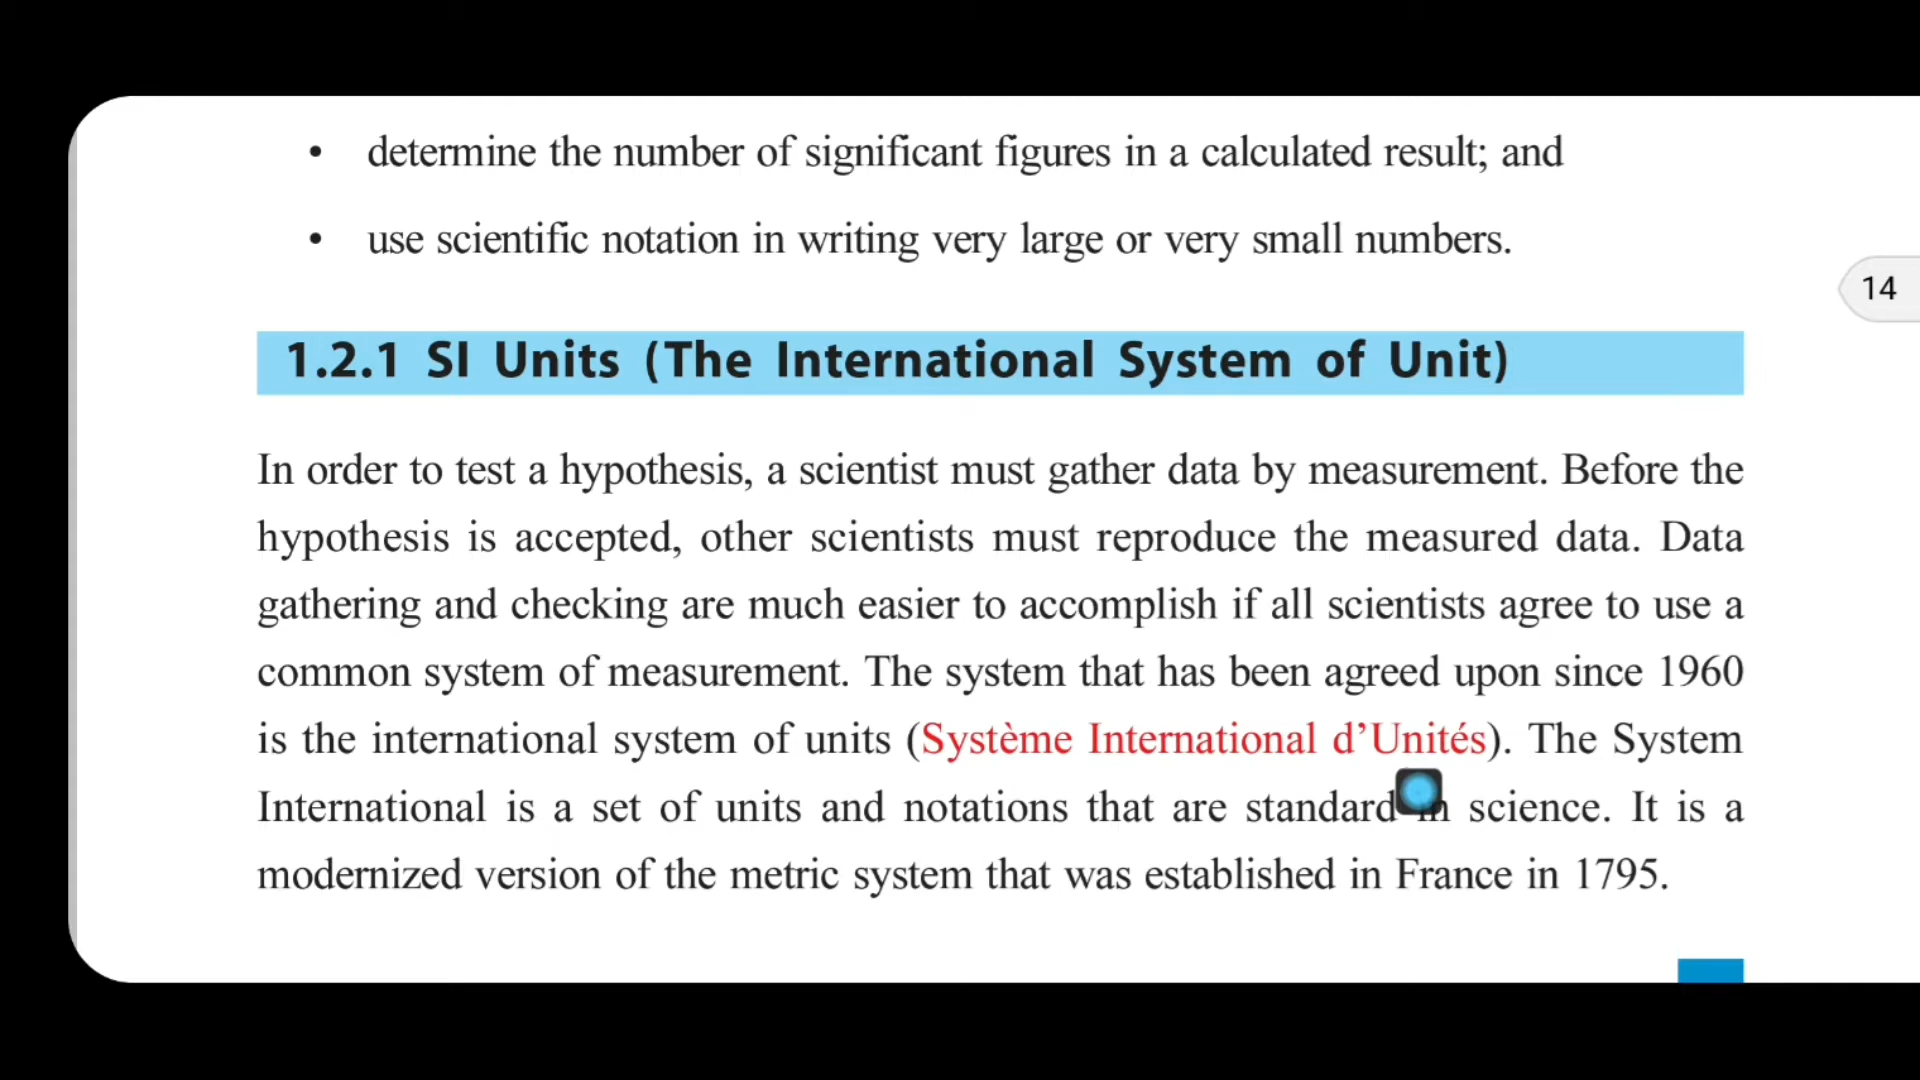 • determine the number of significant figures in a calculated result; and
• use scientific notation in writing very large or very small numbers.
14
1.2.1 SI Units (The International System of Unit)
In order to test a hypothesis, a scientist must gather data by measurement. Before the
hypothesis is accepted, other scientists must reproduce the measured data. Data
gathering and checking are much easier to accomplish if all scientists agree to use a
common system of measurement. The system that has been agreed upon since 1960
is the international system of units (Système International d’Unités). The System
International is a set of units and notations that are standard in science. It is a
modernized version of the metric system that was established in France in 1795.